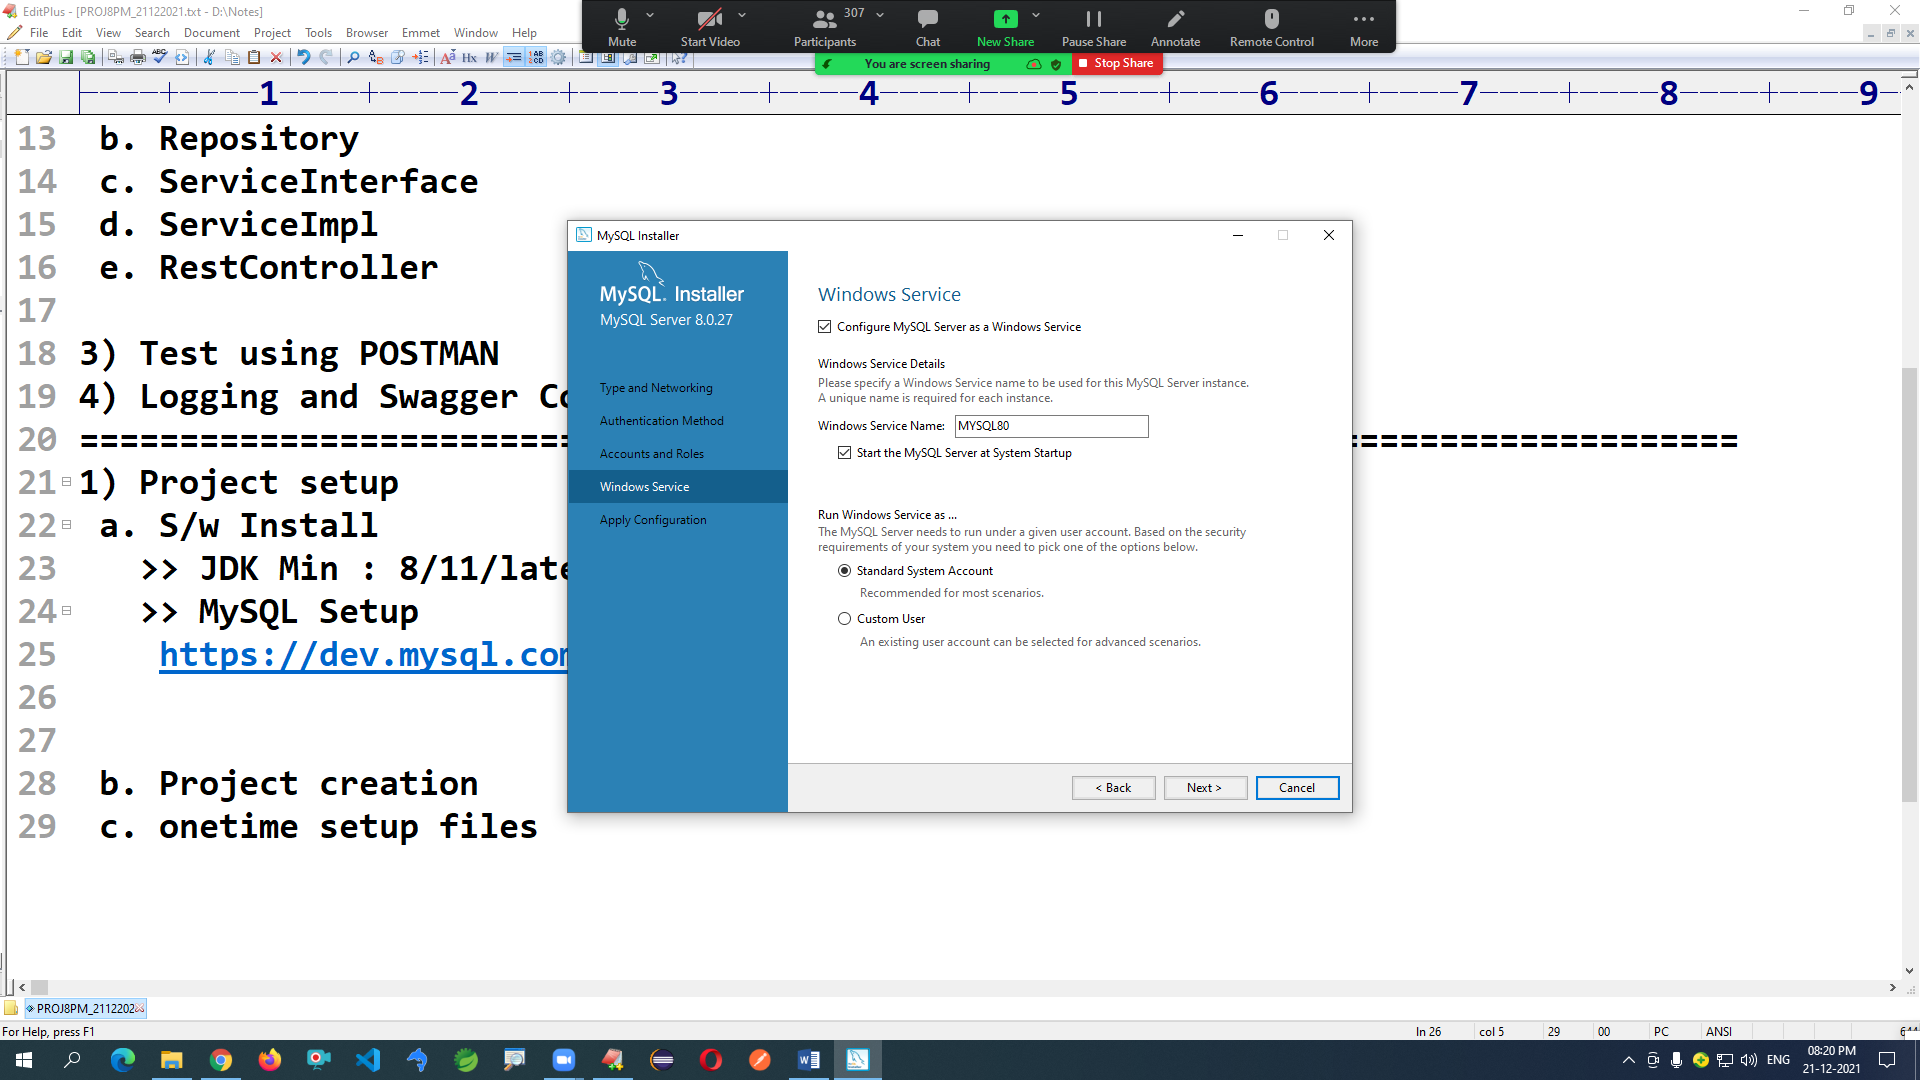 EditPlus - [PROJ8PM_21122021.txt - D:\Notes]
File Edit View Search Document Project Tools Browser Emmet Window Help
Mute
Start Video
307
Participants
Chat
New Share
Pause Share
Annotate
Remote Control
More
You are screen sharing
Stop Share
1 2 3 4 5 6 7 8 9
13 b. Repository
14 c. ServiceInterface
15 d. ServiceImpl
16 e. RestController
17
18 3) Test using POSTMAN
19 4) Logging and Swagger
20 ====================================
21 1) Project setup
22 a. S/w Install
23 >> JDK Min : 8/11/late
24 >> MySQL Setup
25 https://dev.mysql.com
26
27
28 b. Project creation
29 c. onetime setup files
MySQL Installer
MySQL. Installer
MySQL Server 8.0.27
Type and Networking
Authentication Method
Accounts and Roles
Windows Service
Apply Configuration
Windows Service
Configure MySQL Server as a Windows Service
Windows Service Details
Please specify a Windows Service name to be used for this MySQL Server instance.
A unique name is required for each instance.
Windows Service Name: MYSQL80
Start the MySQL Server at System Startup
Run Windows Service as ...
The MySQL Server needs to run under a given user account. Based on the security
requirements of your system you need to pick one of the options below.
Standard System Account
Recommended for most scenarios.
Custom User
An existing user account can be selected for advanced scenarios.
< Back
Next >
Cancel
PROJ8PM_2112202
For Help, press F1
ln 26
col 5
29
00
PC
ANSI
ENG
08:20 PM
21-12-2021